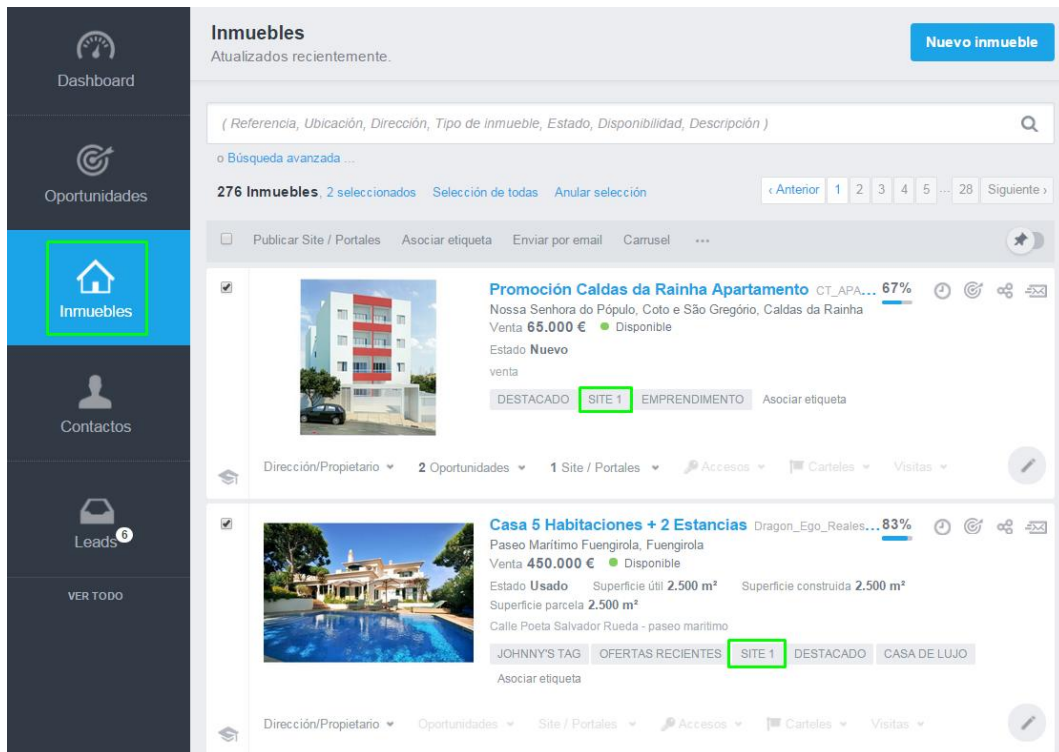 Dashboard
Oportunidades
Inmuebles
Contactos
Leads 6
VER TODO
Inmuebles
Atualizados recientemente.
Nuevo inmueble
( Referencia, Ubicación, Dirección, Tipo de inmueble, Estado, Disponibilidad, Descripción )
o Búsqueda avanzada ...
276 Inmuebles, 2 seleccionados Selección de todas Anular selección
‹ Anterior 1 2 3 4 5 ... 28 Siguiente ›
Publicar Site / Portales Asociar etiqueta Enviar por email Carrusel ...
Promoción Caldas da Rainha Apartamento CT_APA... 67%
Nossa Senhora do Pópulo, Coto e São Gregório, Caldas da Rainha
Venta 65.000 € Disponible
Estado Nuevo
venta
DESTACADO SITE 1 EMPRENDIMENTO Asociar etiqueta
Dirección/Propietario 2 Oportunidades 1 Site / Portales Accesos Carteles Visitas
Casa 5 Habitaciones + 2 Estancias Dragon_Ego_Reales... 83%
Paseo Marítimo Fuengirola, Fuengirola
Venta 450.000 € Disponible
Estado Usado Superficie útil 2.500 m² Superficie construida 2.500 m²
Superficie parcela 2.500 m²
Calle Poeta Salvador Rueda - paseo maritimo
JOHNNY'S TAG OFERTAS RECIENTES SITE 1 DESTACADO CASA DE LUJO
Asociar etiqueta
Dirección/Propietario Oportunidades Site / Portales Accesos Carteles Visitas